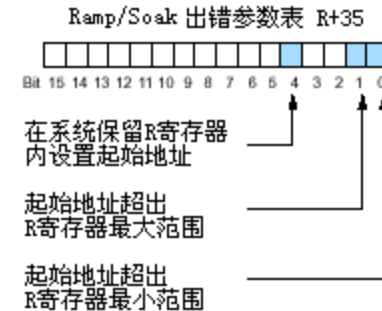 Ramp/Soak 出错参数表 R+35
Bit 15 14 13 12 11 10 9 8 7 6 5 4 3 2 1 0
在系统保留R寄存器
内设置起始地址
起始地址超出
R寄存器最大范围
起始地址超出
R寄存器最小范围